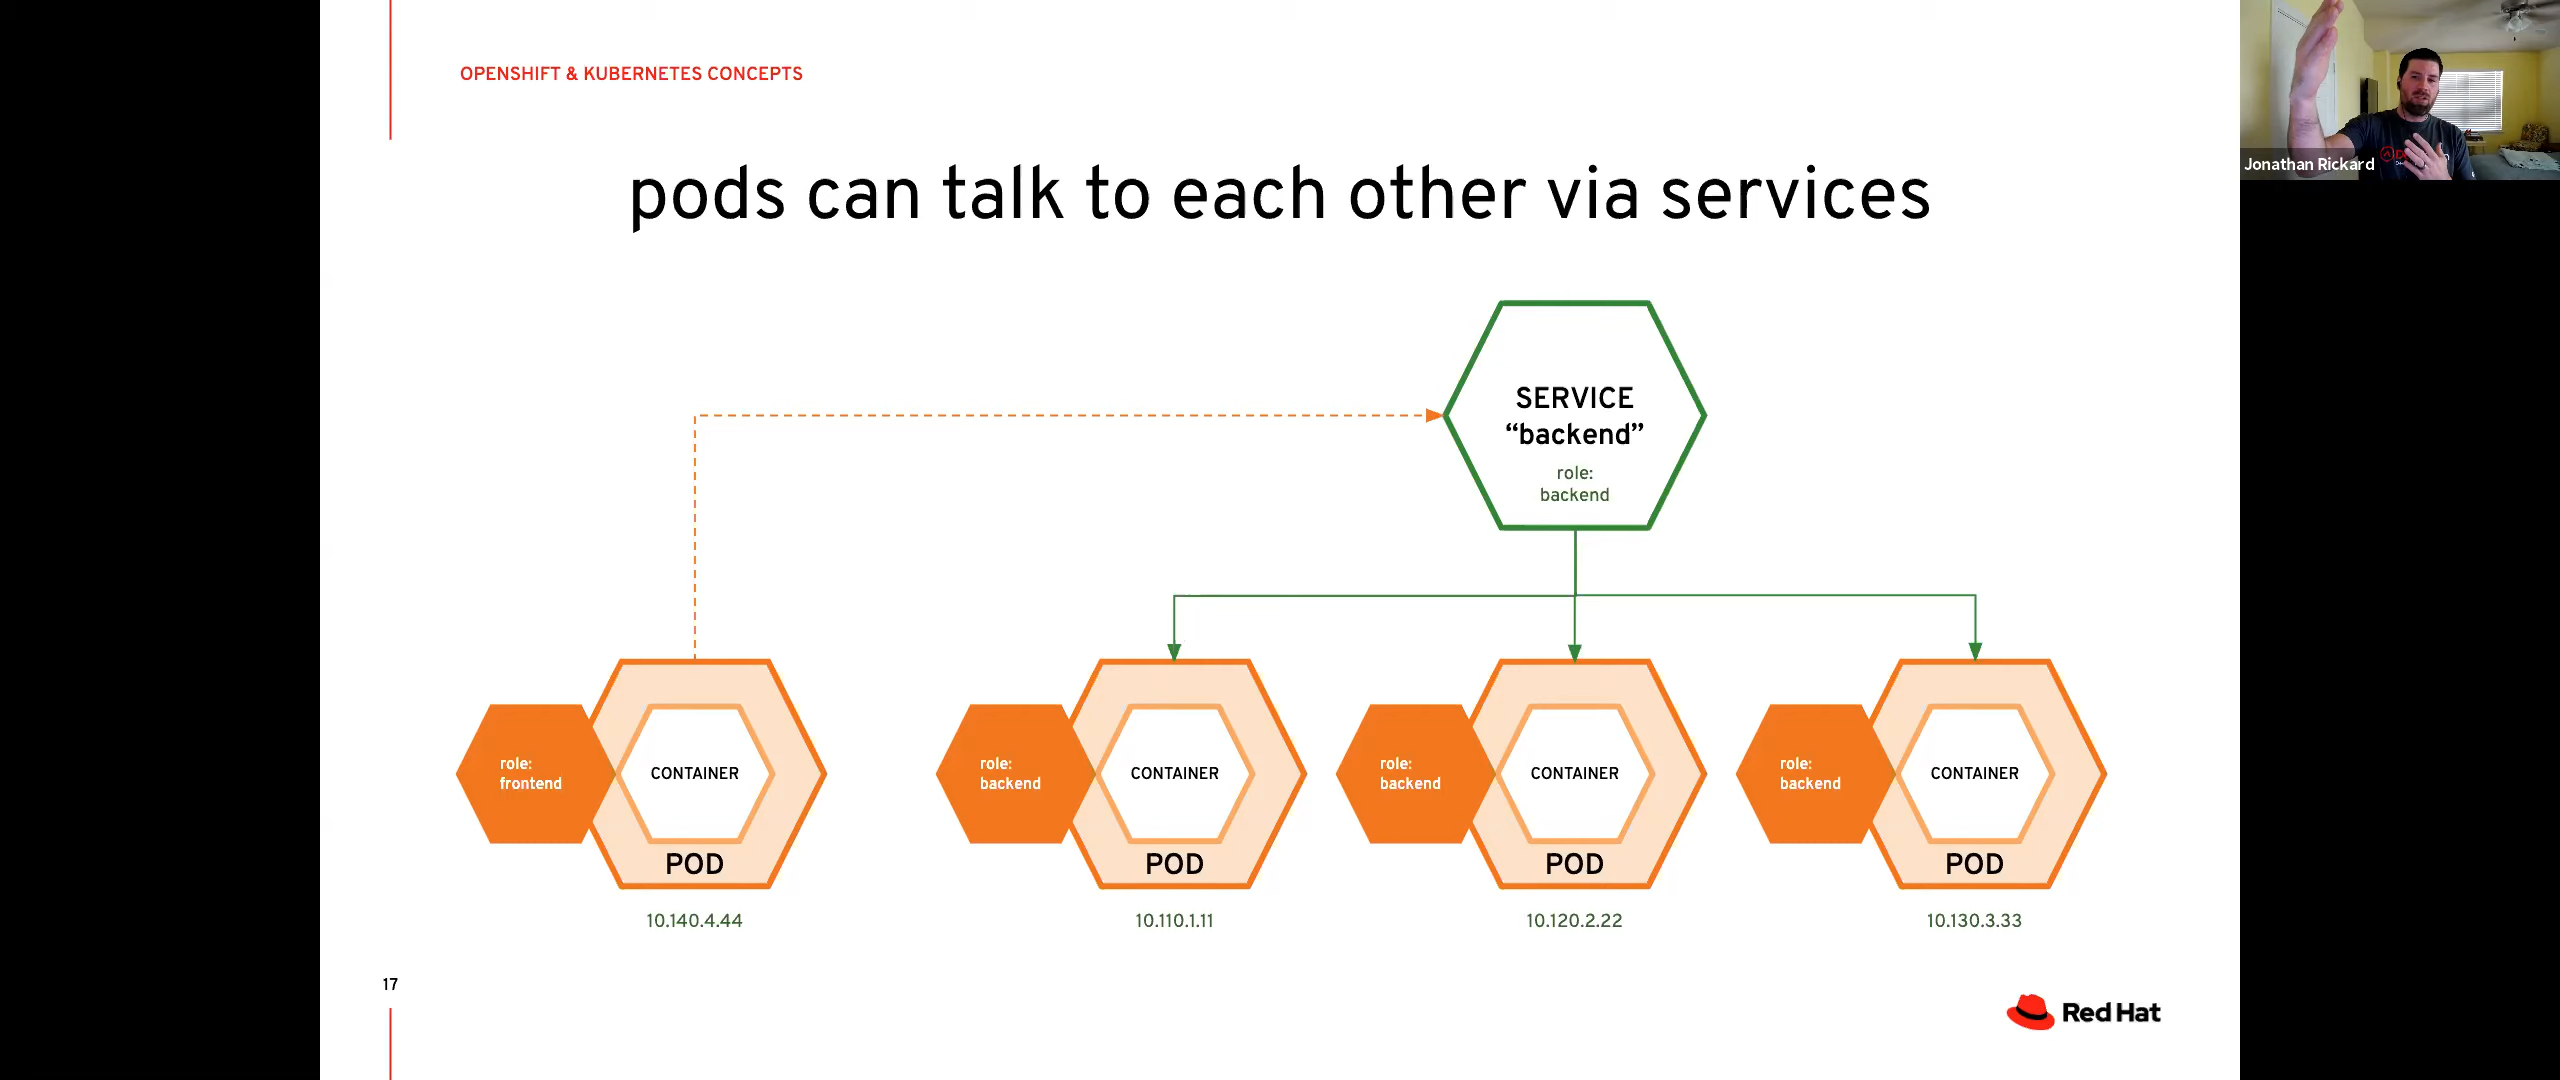 OPENSHIFT & KUBERNETES CONCEPTS
Jonathan Rickard
pods can talk to each other via services
SERVICE
“backend”
role:
backend
role:
frontend
CONTAINER
POD
10.140.4.44
role:
backend
CONTAINER
POD
10.110.1.11
role:
backend
CONTAINER
POD
10.120.2.22
role:
backend
CONTAINER
POD
10.130.3.33
17
Red Hat